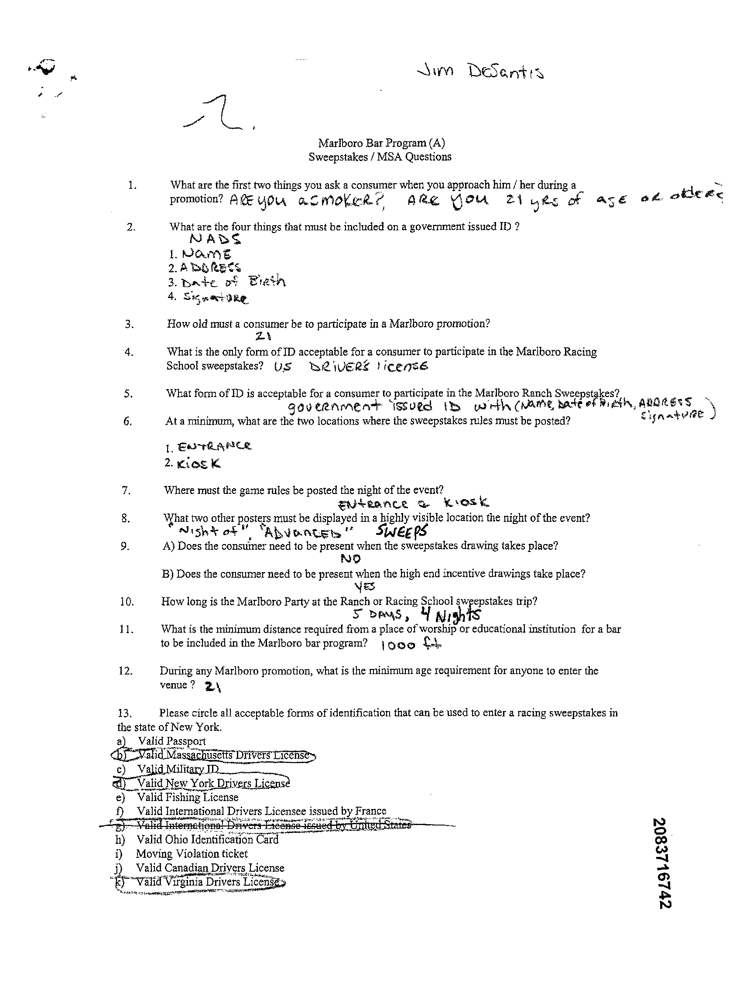 Jim DeSantis
Marlboro Bar Program (A)
Sweepstakes / MSA Questions
1. What are the first two things you ask a consumer when you approach him / her during a
promotion? ARE you a smoker?, ARE you 21 yrs of age or older?
2. What are the four things that must be included on a government issued ID ?
NADS
1. Name
2. ADDRESS
3. Date of Birth
4. Signature
3. How old must a consumer be to participate in a Marlboro promotion?
21
4. What is the only form of ID acceptable for a consumer to participate in the Marlboro Racing
School sweepstakes? US DRIVER'S license
5. What form of ID is acceptable for a consumer to participate in the Marlboro Ranch Sweepstakes?
government issued ID with (Name, Date of Birth, ADDRESS
signature)
6. At a minimum, what are the two locations where the sweepstakes rules must be posted?
1. ENTRANCE
2. KIOSK
7. Where must the game rules be posted the night of the event?
ENtRANCE & KIOSK
8. What two other posters must be displayed in a highly visible location the night of the event?
"Night of", "ADVANCED" SWEEPS
9. A) Does the consumer need to be present when the sweepstakes drawing takes place?
NO
B) Does the consumer need to be present when the high end incentive drawings take place?
YES
10. How long is the Marlboro Party at the Ranch or Racing School sweepstakes trip?
5 DAYS, 4 Nights
11. What is the minimum distance required from a place of worship or educational institution for a bar
to be included in the Marlboro bar program? 1000 ft
12. During any Marlboro promotion, what is the minimum age requirement for anyone to enter the
venue ? 21
13. Please circle all acceptable forms of identification that can be used to enter a racing sweepstakes in
the state of New York.
a) Valid Passport
b) Valid Massachusetts Drivers License
c) Valid Military ID
d) Valid New York Drivers License
e) Valid Fishing License
f) Valid International Drivers Licensee issued by France
g) Valid International Drivers License issued by United States
h) Valid Ohio Identification Card
i) Moving Violation ticket
j) Valid Canadian Drivers License
k) Valid Virginia Drivers License
2083716742